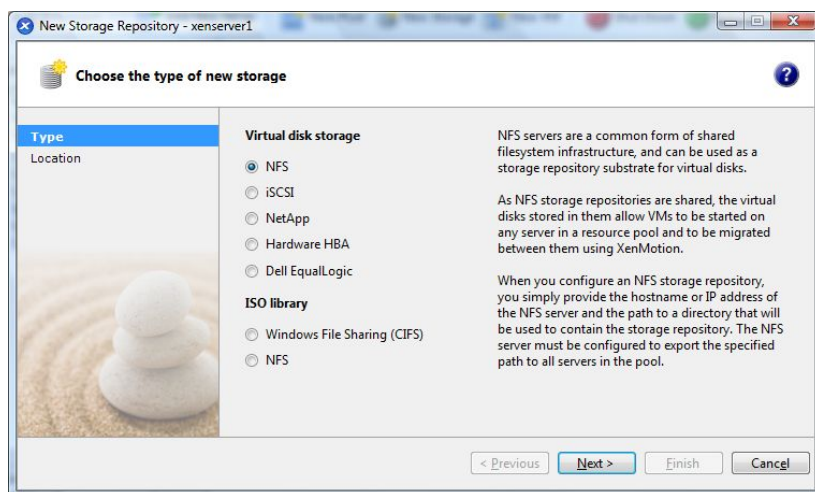 New Storage Repository - xenserver1
Choose the type of new storage
Type
Location
Virtual disk storage
NFS
iSCSI
NetApp
Hardware HBA
Dell EqualLogic
ISO library
Windows File Sharing (CIFS)
NFS
NFS servers are a common form of shared
filesystem infrastructure, and can be used as a
storage repository substrate for virtual disks.
As NFS storage repositories are shared, the virtual
disks stored in them allow VMs to be started on
any server in a resource pool and to be migrated
between them using XenMotion.
When you configure an NFS storage repository,
you simply provide the hostname or IP address of
the NFS server and the path to a directory that will
be used to contain the storage repository. The NFS
server must be configured to export the specified
path to all servers in the pool.
< Previous
Next >
Finish
Cancel